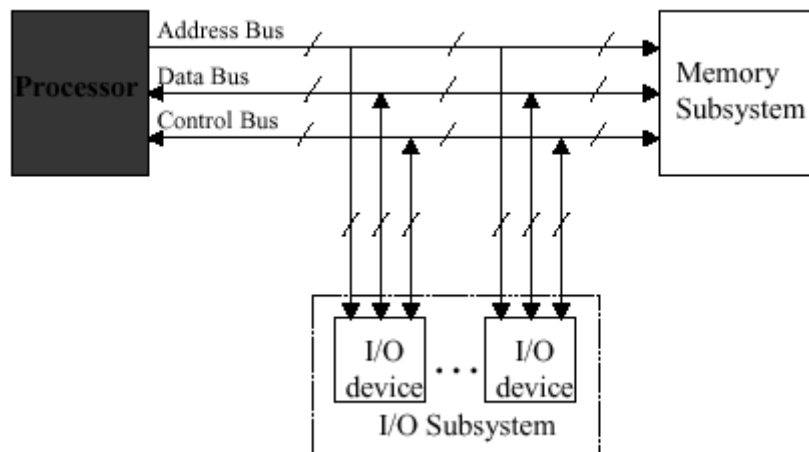 Address Bus
Processor
Data Bus
Control Bus
Memory
Subsystem
I/O
device
...
I/O
device
I/O Subsystem